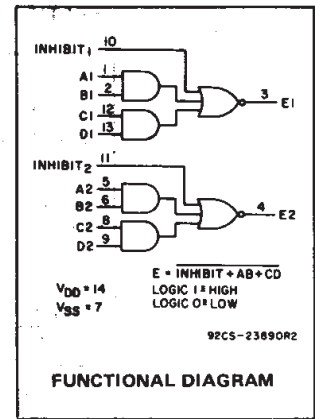 INHIBIT1 10
A1 1
B1 2
3 E1
C1 12
D1 13
INHIBIT2 11
A2 5
B2 6
4 E2
C2 8
D2 9
E = INHIBIT + AB + CD
VDD = 14
LOGIC 1 = HIGH
VSS = 7
LOGIC 0 = LOW
92CS-23890R2
FUNCTIONAL DIAGRAM